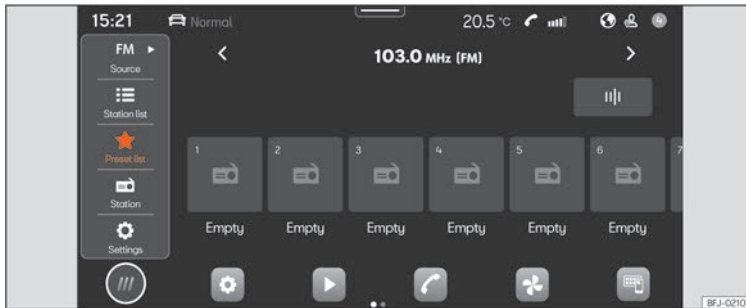 15:21 Normal 20.5 °C 4
FM
Source
103.0 MHz (FM)
Station list
Preset list
1 2 3 4 5 6 7
Station
Empty Empty Empty Empty Empty Empty
Settings
BFJ-0210